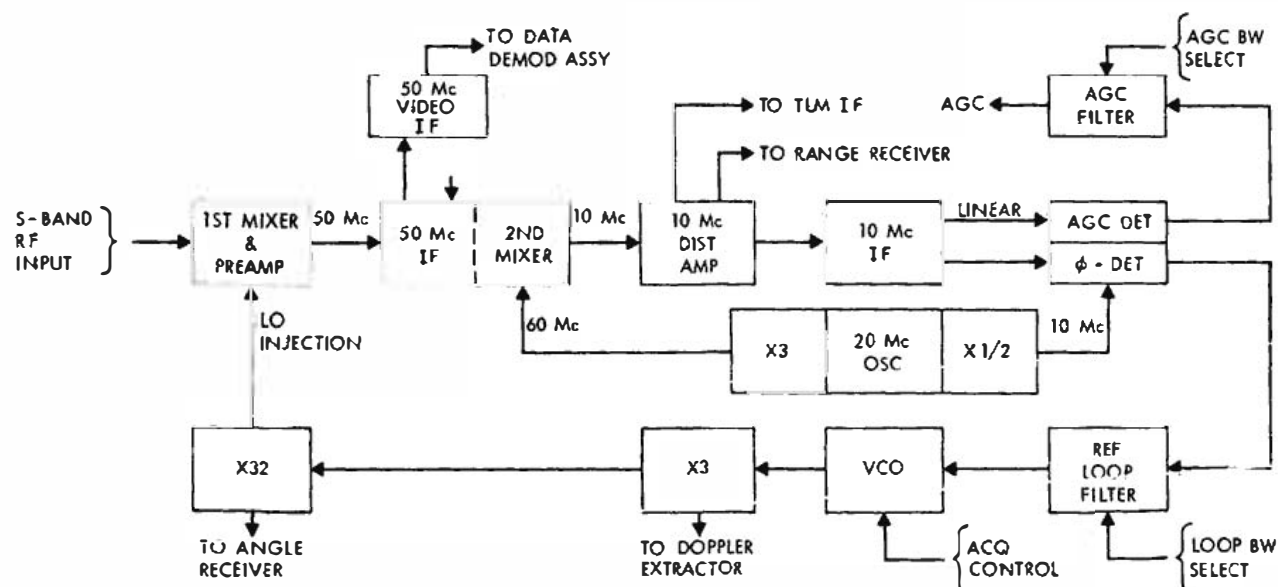 TO DATA
DEMOD ASSY
50 Mc
VIDEO
IF
TO TLM IF
TO RANGE RECEIVER
AGC BW
SELECT
AGC
AGC
FILTER
S-BAND
RF
INPUT
1ST MIXER
&
PREAMP
50 Mc
50 Mc
IF
2ND
MIXER
10 Mc
10 Mc
DIST
AMP
10 Mc
IF
LINEAR
AGC DET
ϕ - DET
LO
INJECTION
60 Mc
X3
20 Mc
OSC
X 1/2
10 Mc
X32
X3
VCO
REF
LOOP
FILTER
TO ANGLE
RECEIVER
TO DOPPLER
EXTRACTOR
ACQ
CONTROL
LOOP BW
SELECT